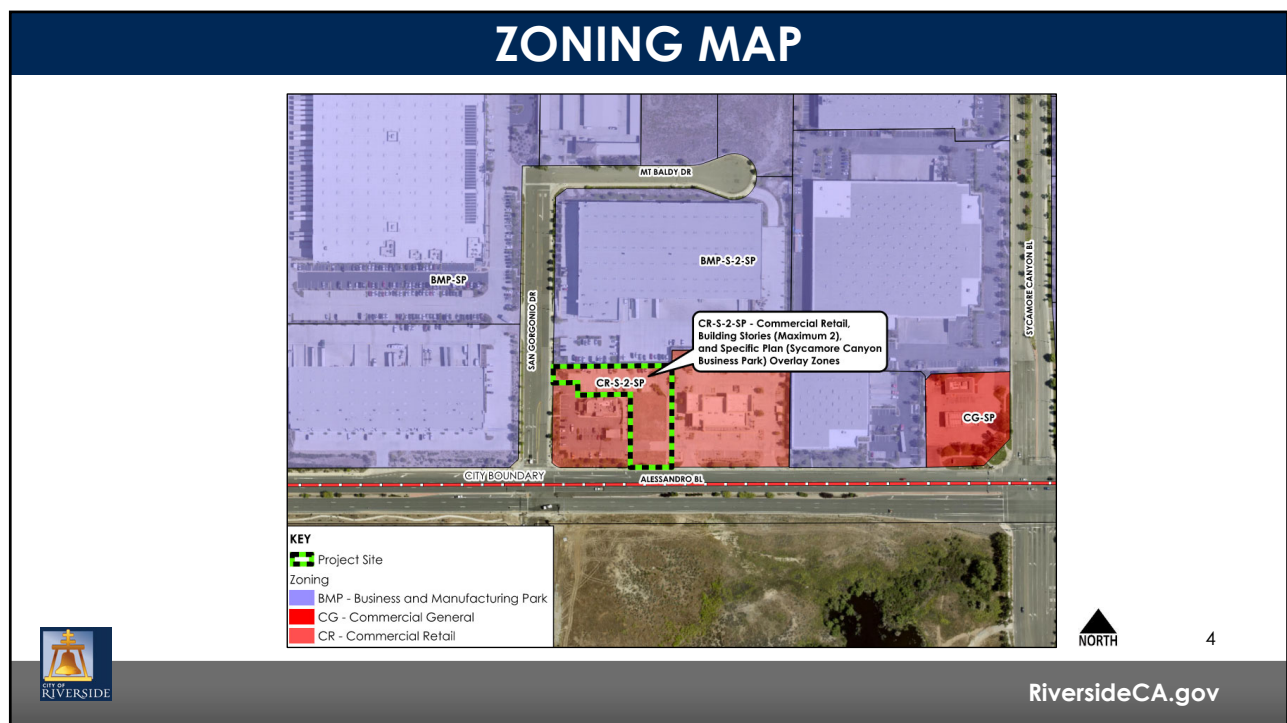 ZONING MAP
MT BALDY DR
BMP-S-2-SP
BMP-SP
SAN GORGONIO DR
SYCAMORE CANYON BL
CR-S-2-SP - Commercial Retail,
Building Stories (Maximum 2),
and Specific Plan (Sycamore Canyon
Business Park) Overlay Zones
CR-S-2-SP
CG-SP
CITY BOUNDARY
ALESSANDRO BL
KEY
Project Site
Zoning
BMP - Business and Manufacturing Park
CG - Commercial General
CR - Commercial Retail
NORTH
4
CITY OF
RIVERSIDE
RiversideCA.gov